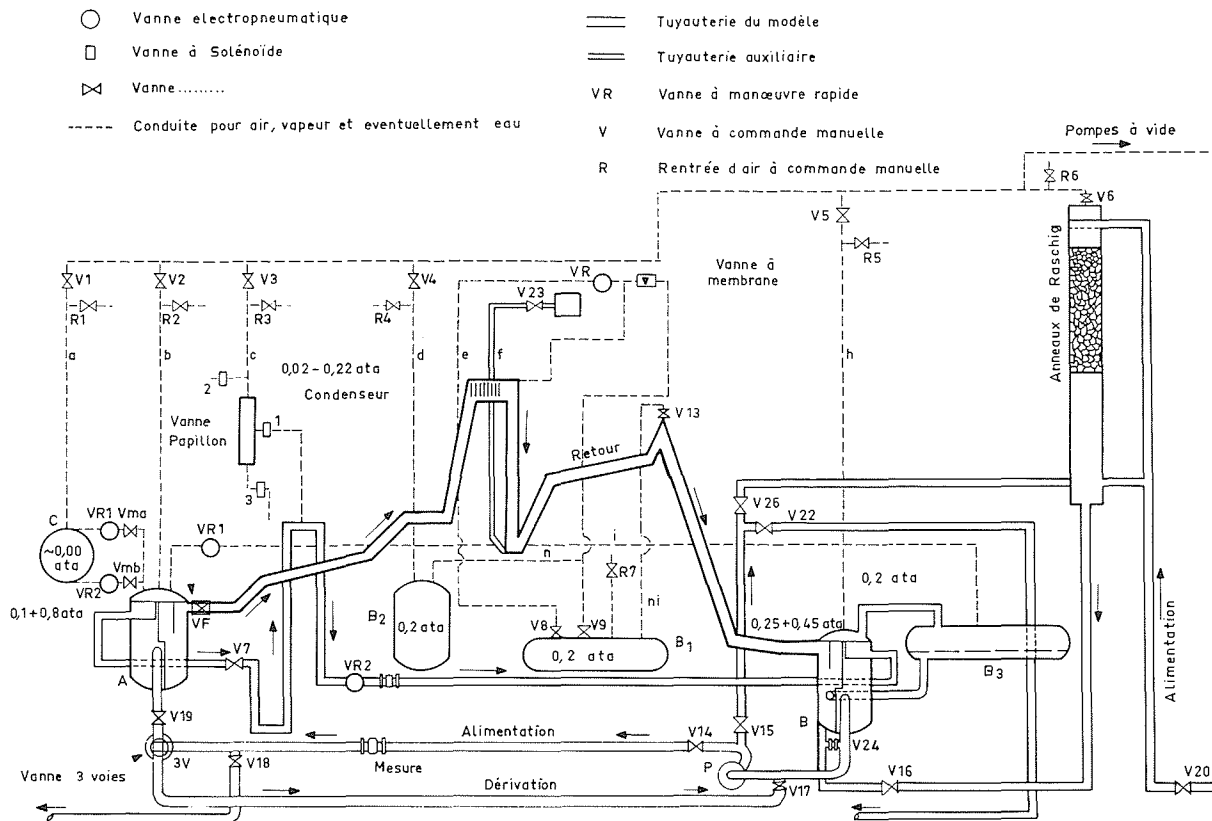 Vanne electropneumatique
Vanne à Solénoïde
Vanne.........
Conduite pour air, vapeur et eventuellement eau
Tuyauterie du modèle
Tuyauterie auxiliaire
VR Vanne à manœuvre rapide
V Vanne à commande manuelle
R Rentrée d'air à commande manuelle
Pompes à vide
R6
V6
V5
R5
Vanne à
membrane
Anneaux de Raschig
VR
V23
V1
V2
V3
V4
R1
R2
R3
R4
a
b
c
d
e
f
h
0,02-0,22 ata
Condenseur
2
1
Vanne
Papillon
3
V13
Retour
C
VR1
Vma
~0,00
ata
VR2
Vmb
VR1
n
R7
ni
V26
V22
0,2 ata
0,1+0,8ata
VF
B2
0,2 ata
V8
V9
B1
0,2 ata
0,25+0,45ata
B3
Alimentation
A
V7
VR2
B
V19
Alimentation
V14
V15
V24
3V
V18
Mesure
P
Vanne 3 voies
Dérivation
V17
V16
V20